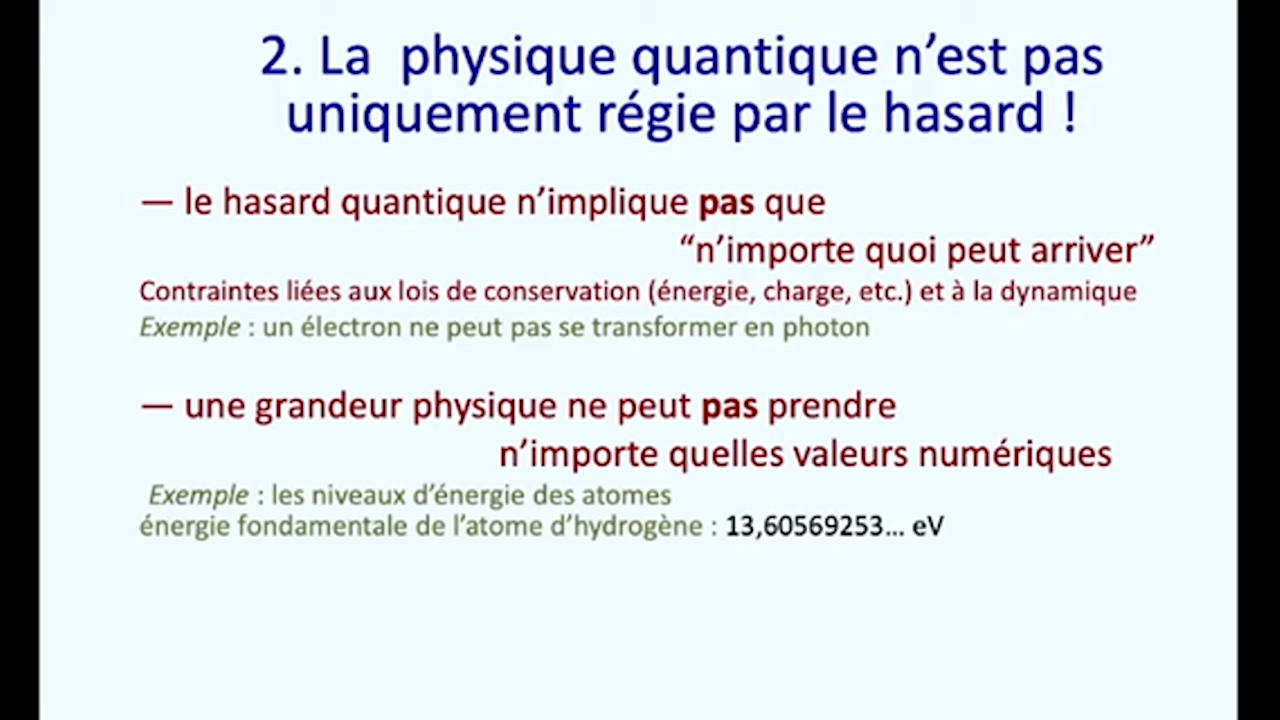 2. La  physique quantique n’est pas
uniquement régie par le hasard !
— le hasard quantique n’implique pas que
“n’importe quoi peut arriver”
Contraintes liées aux lois de conservation (énergie, charge, etc.) et à la dynamique
Exemple : un électron ne peut pas se transformer en photon
— une grandeur physique ne peut pas prendre
n’importe quelles valeurs numériques
Exemple : les niveaux d’énergie des atomes
énergie fondamentale de l’atome d’hydrogène : 13,60569253... eV